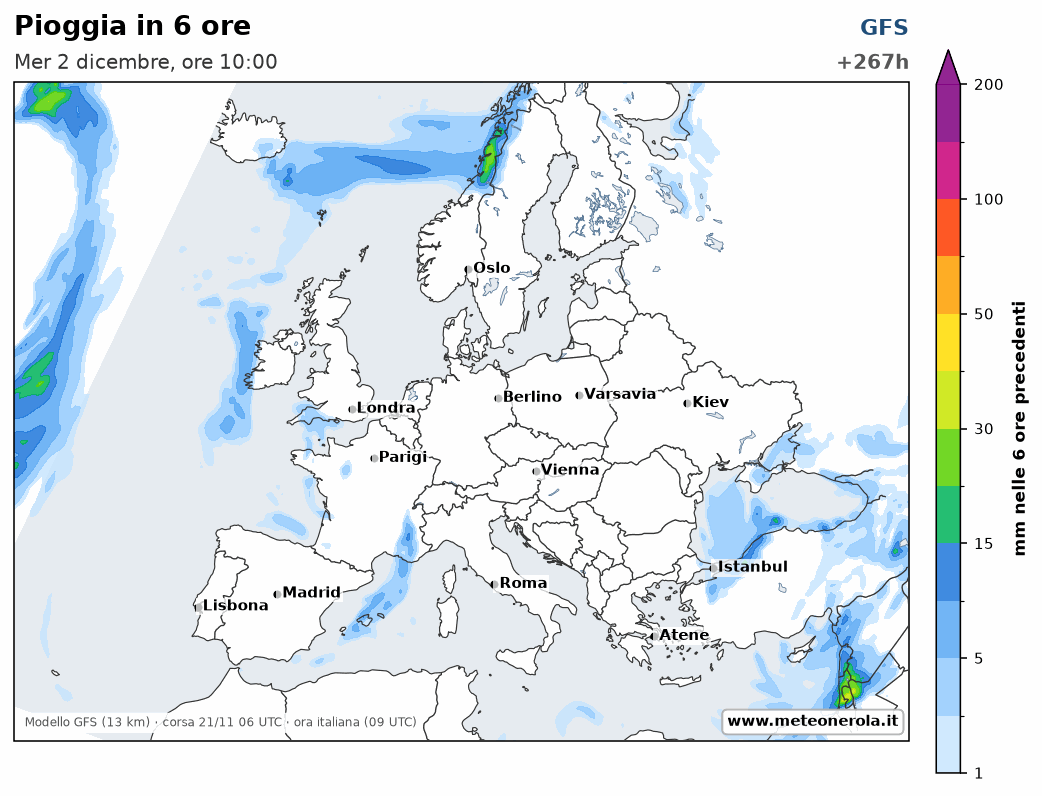 Pioggia in 6 ore
GFS
Mer 2 dicembre, ore 10:00
+267h
200
100
50
30
15
5
1
mm nelle 6 ore precedenti
Oslo
Berlino
Varsavia
Kiev
Londra
Parigi
Vienna
Istanbul
Roma
Madrid
Lisbona
Atene
Modello GFS (13 km) · corsa 21/11 06 UTC · ora italiana (09 UTC)
www.meteonerola.it